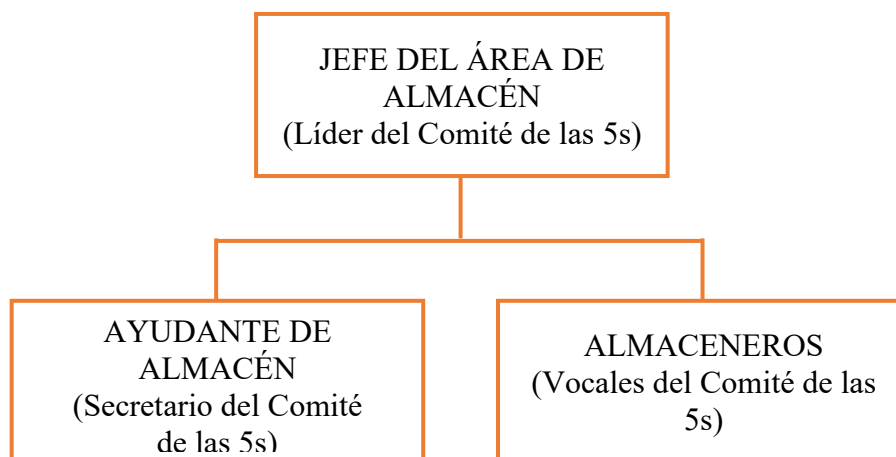 JEFE DEL ÁREA DE
ALMACÉN
(Líder del Comité de las 5s)
AYUDANTE DE
ALMACÉN
(Secretario del Comité
de las 5s)
ALMACENEROS
(Vocales del Comité de las
5s)